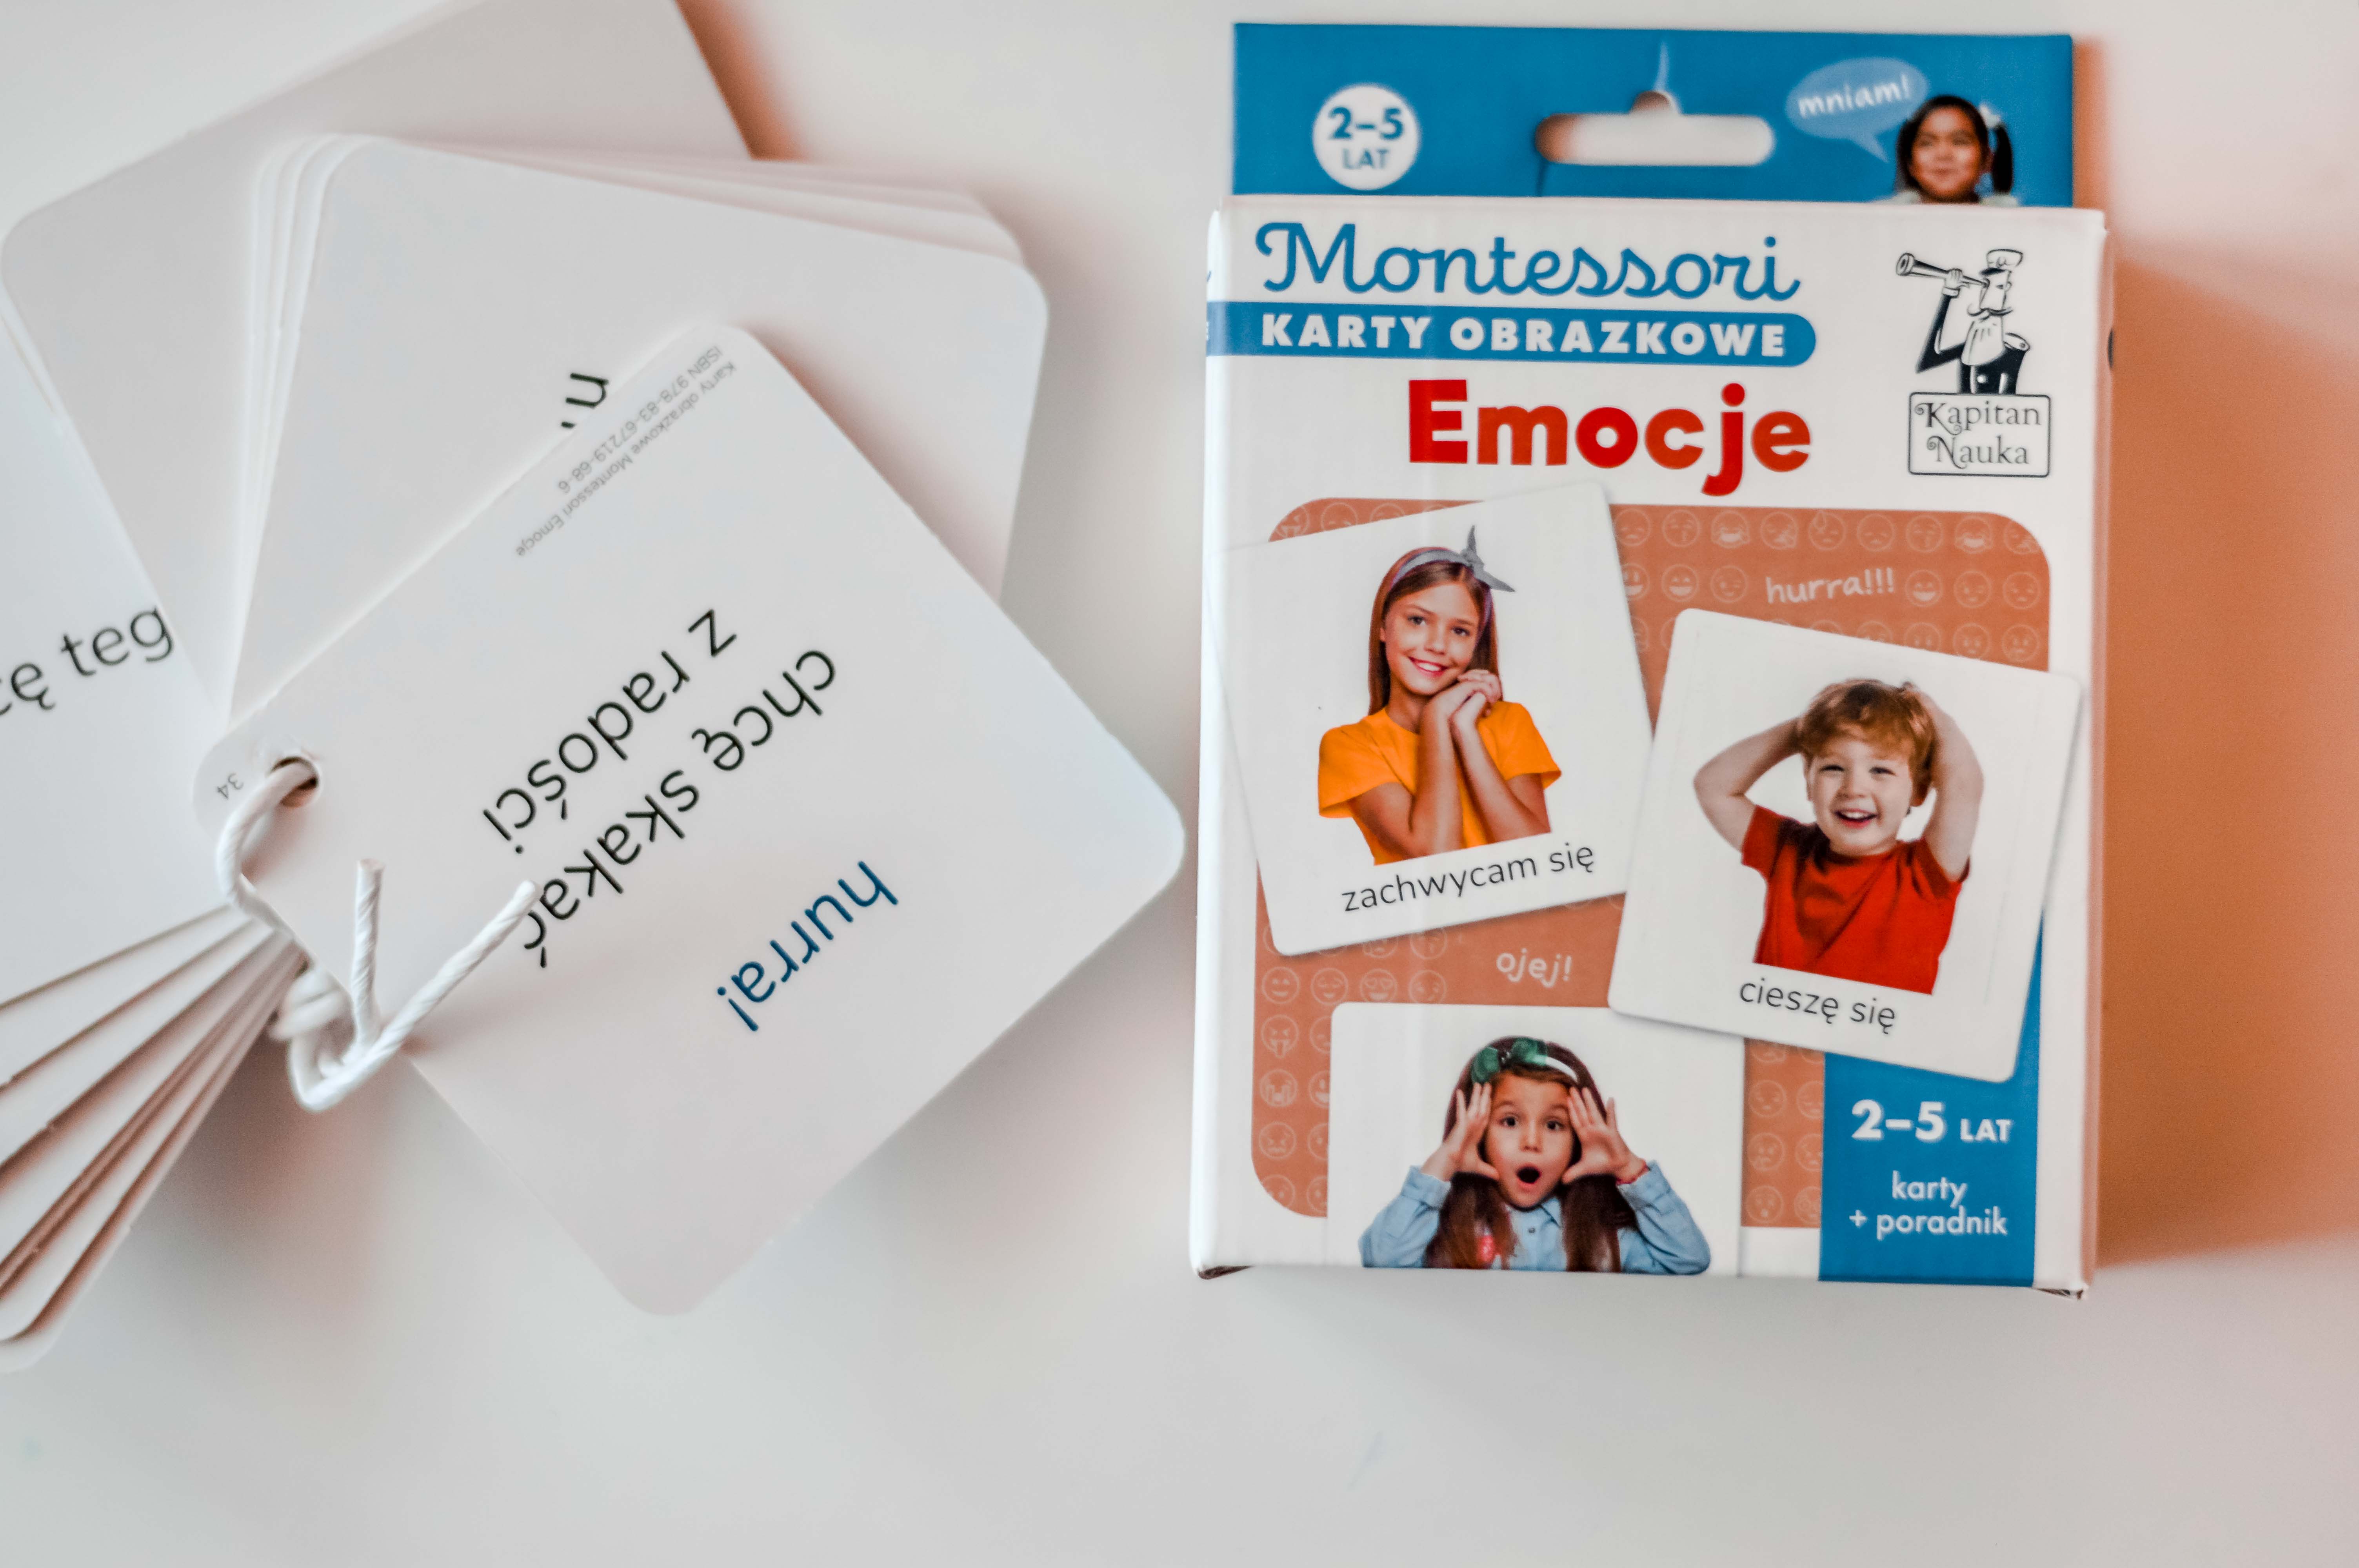 2–5
LAT
mniam!
Montessori
KARTY OBRAZKOWE
Emocje
Kapitan
Nauka
hurra!!!
zachwycam się
cieszę się
ojej!
2–5 LAT
karty
+ poradnik
hurra!
chcę skakać
z radości
Karty obrazkowe Montessori Emocje
ISBN 978-83-67219-68-6
34